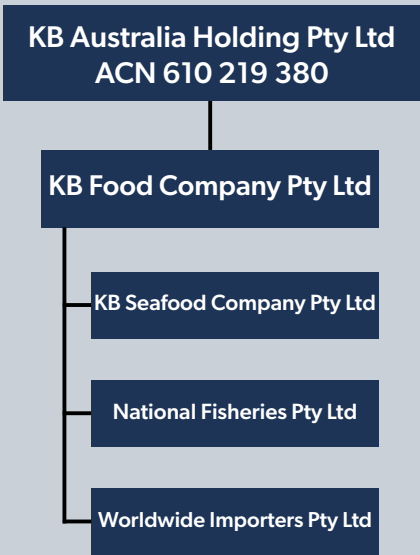 KB Australia Holding Pty Ltd
ACN 610 219 380
KB Food Company Pty Ltd
KB Seafood Company Pty Ltd
National Fisheries Pty Ltd
Worldwide Importers Pty Ltd